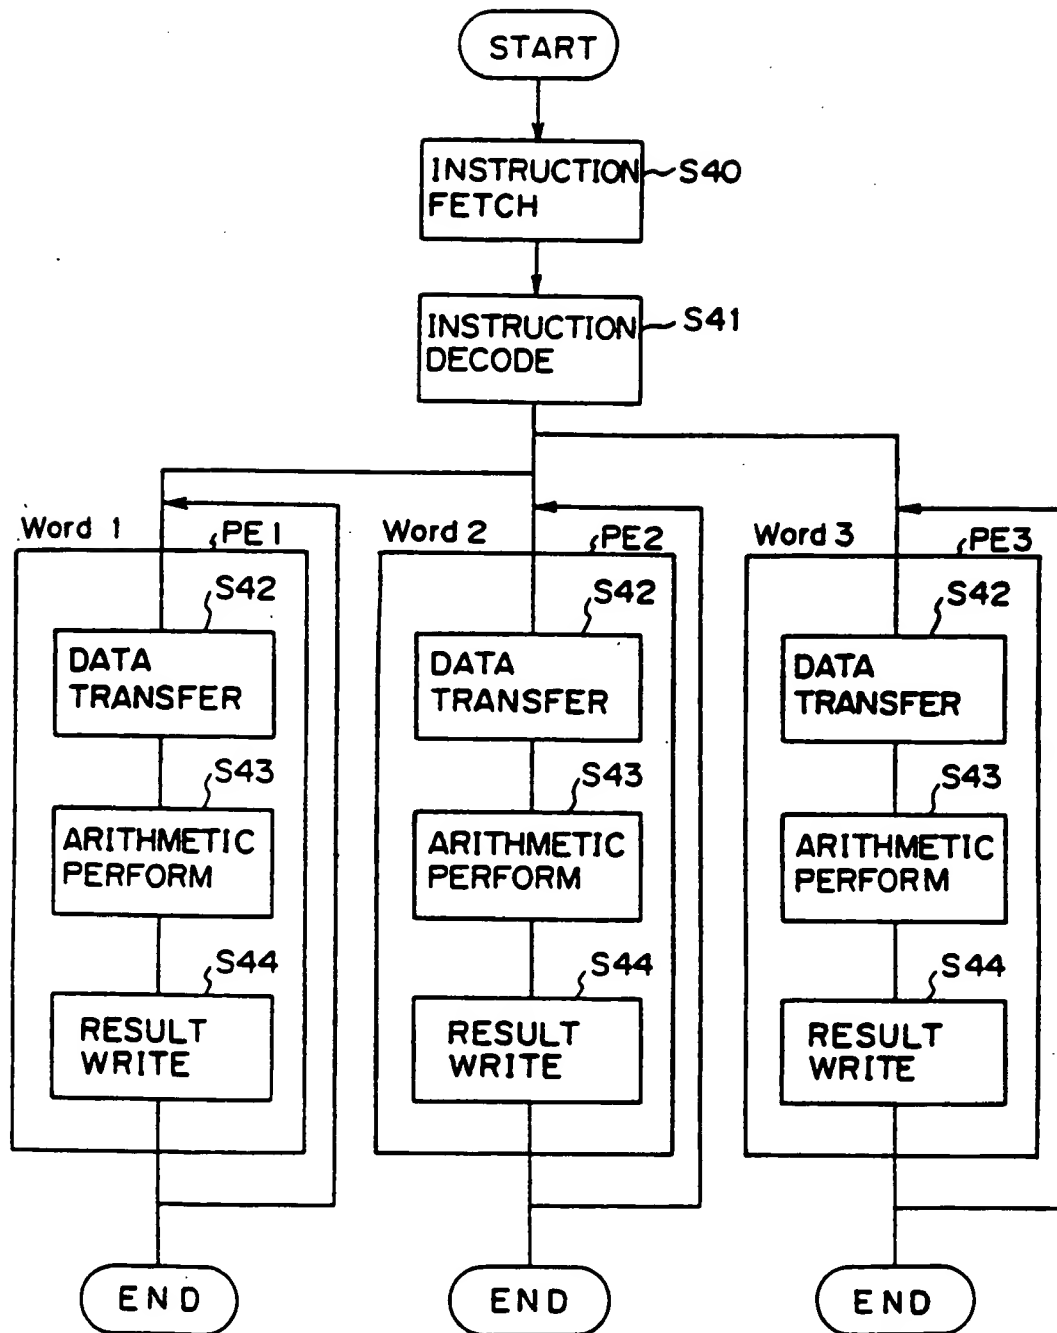 START
INSTRUCTION
FETCH
S40
INSTRUCTION
DECODE
S41
Word 1
PE1
S42
DATA
TRANSFER
S43
ARITHMETIC
PERFORM
S44
RESULT
WRITE
END
Word 2
PE2
S42
DATA
TRANSFER
S43
ARITHMETIC
PERFORM
S44
RESULT
WRITE
END
Word 3
PE3
S42
DATA
TRANSFER
S43
ARITHMETIC
PERFORM
S44
RESULT
WRITE
END